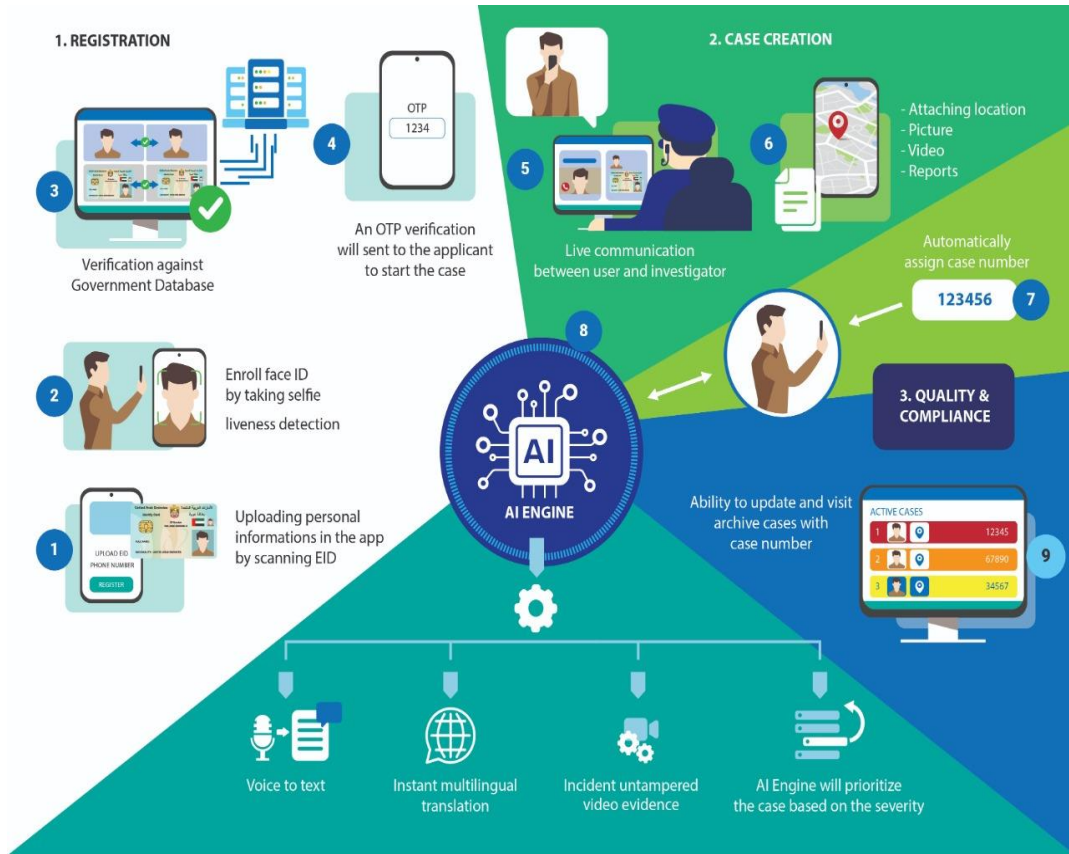 1. REGISTRATION
3
Verification against
Government Database
4
OTP
1234
An OTP verification
will sent to the applicant
to start the case
2
Enroll face ID
by taking selfie
liveness detection
1
UPLOAD EID
PHONE NUMBER
REGISTER
United Arab Emirates
Identity Card
Uploading personal
informations in the app
by scanning EID
2. CASE CREATION
5
Live communication
between user and investigator
6
- Attaching location
- Picture
- Video
- Reports
Automatically
assign case number
123456
7
8
AI
AI ENGINE
3. QUALITY &
COMPLIANCE
Ability to update and visit
archive cases with
case number
ACTIVE CASES
1 12345
2 67890
3 34567
9
Voice to text
Instant multilingual
translation
Incident untampered
video evidence
AI Engine will prioritize
the case based on the severity